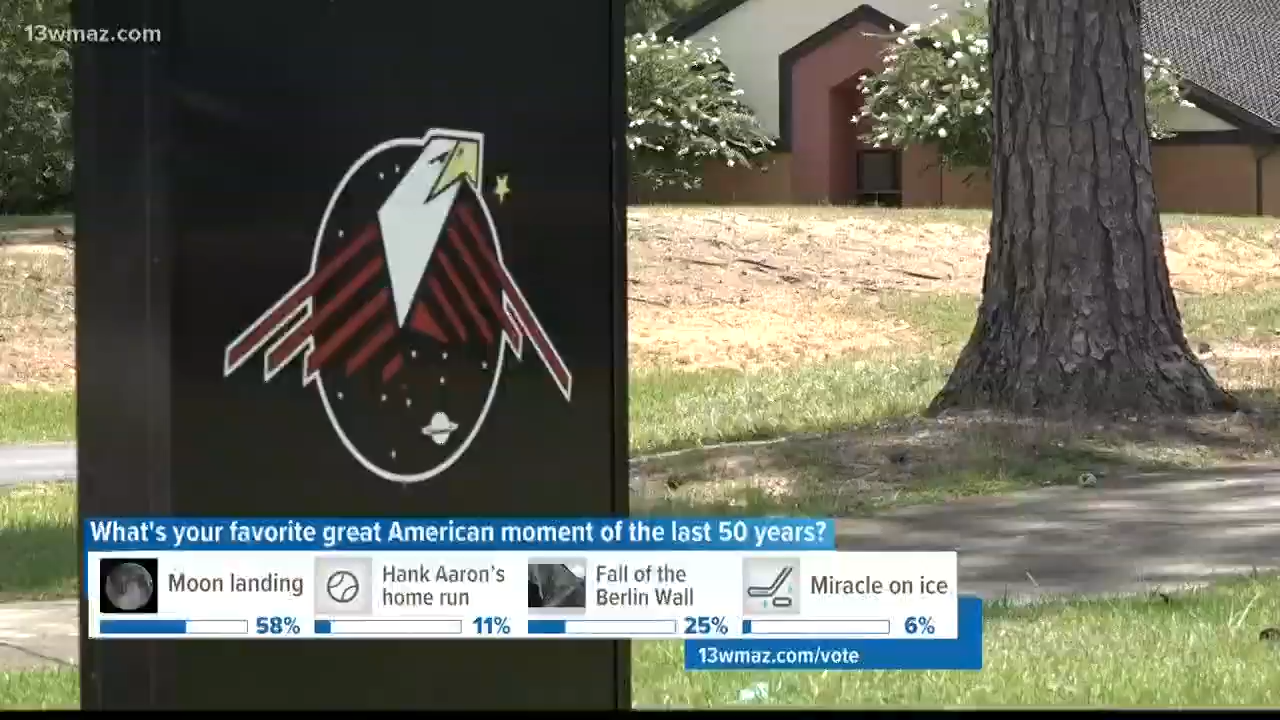 13wmaz.com
What's your favorite great American moment of the last 50 years?
Moon landing
58%
Hank Aaron's
home run
11%
Fall of the
Berlin Wall
25%
Miracle on ice
6%
13wmaz.com/vote